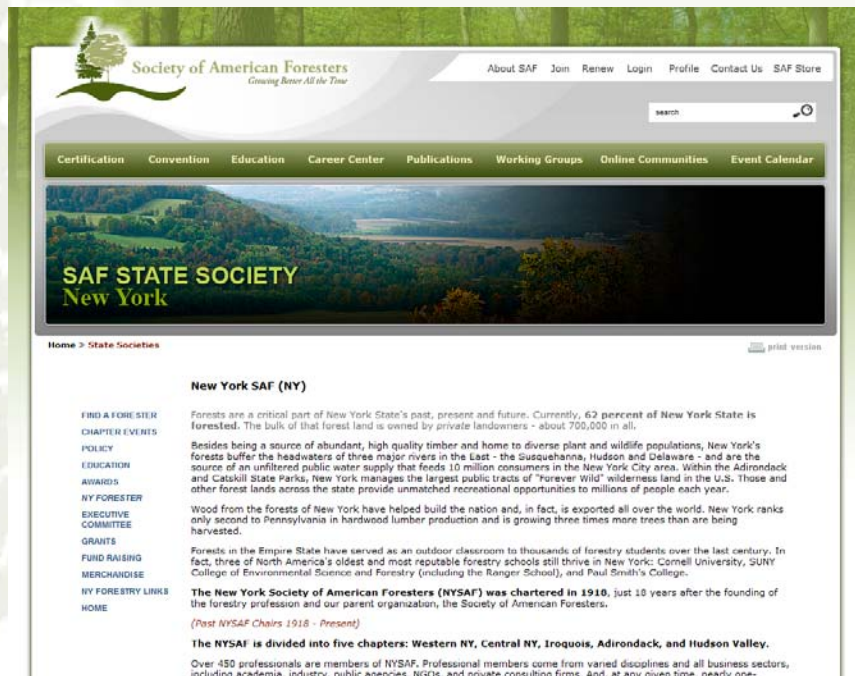 Society of American Foresters
Growing Better All the Time
About SAF Join Renew Login Profile Contact Us SAF Store
search
Certification Convention Education Career Center Publications Working Groups Online Communities Event Calendar
SAF STATE SOCIETY
New York
Home > State Societies
print version
New York SAF (NY)
FIND A FORESTER
CHAPTER EVENTS
POLICY
EDUCATION
AWARDS
NY FORESTER
EXECUTIVE
COMMITTEE
GRANTS
FUND RAISING
MERCHANDISE
NY FORESTRY LINKS
HOME
Forests are a critical part of New York State's past, present and future. Currently, 62 percent of New York State is
forested. The bulk of that forest land is owned by private landowners - about 700,000 in all.
Besides being a source of abundant, high quality timber and home to diverse plant and wildlife populations, New York's
forests buffer the headwaters of three major rivers in the East - the Susquehanna, Hudson and Delaware - and are the
source of an unfiltered public water supply that feeds 10 million consumers in the New York City area. Within the Adirondack
and Catskill State Parks, New York manages the largest public tracts of "Forever Wild" wilderness land in the U.S. Those and
other forest lands across the state provide unmatched recreational opportunities to millions of people each year.
Wood from the forests of New York have helped build the nation and, in fact, is exported all over the world. New York ranks
only second to Pennsylvania in hardwood lumber production and is growing three times more trees than are being
harvested.
Forests in the Empire State have served as an outdoor classroom to thousands of forestry students over the last century. In
fact, three of North America's oldest and most reputable forestry schools still thrive in New York: Cornell University, SUNY
College of Environmental Science and Forestry (including the Ranger School), and Paul Smith's College.
The New York Society of American Foresters (NYSAF) was chartered in 1918, just 18 years after the founding of
the forestry profession and our parent organization, the Society of American Foresters.
(Past NYSAF Chairs 1918 - Present)
The NYSAF is divided into five chapters: Western NY, Central NY, Iroquois, Adirondack, and Hudson Valley.
Over 450 professionals are members of NYSAF. Professional members come from varied disciplines and all business sectors,
including academia, industry, public agencies, NGOs, and private consulting firms. And, at any given time, nearly one-